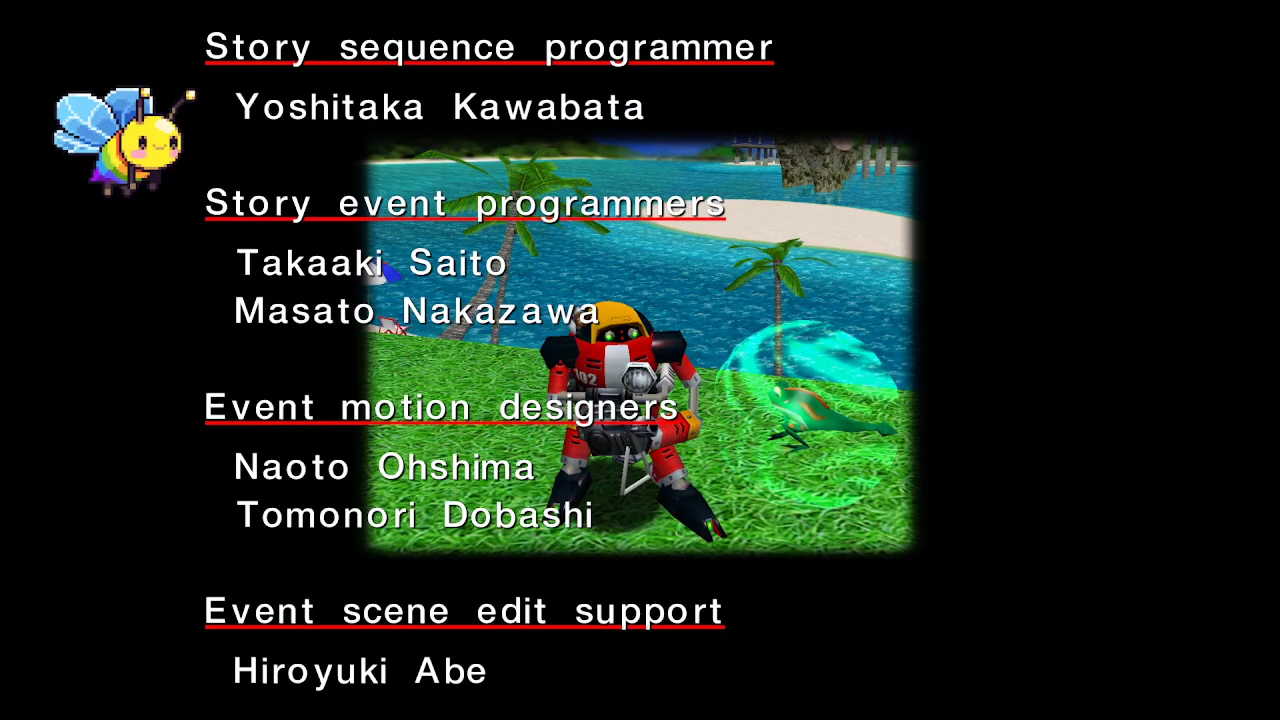 Story sequence programmer
Yoshitaka Kawabata
Story event programmers
Takaaki Saito
Masato Nakazawa
102
Event motion designers
Naoto Ohshima
Tomonori Dobashi
Event scene edit support
Hiroyuki Abe